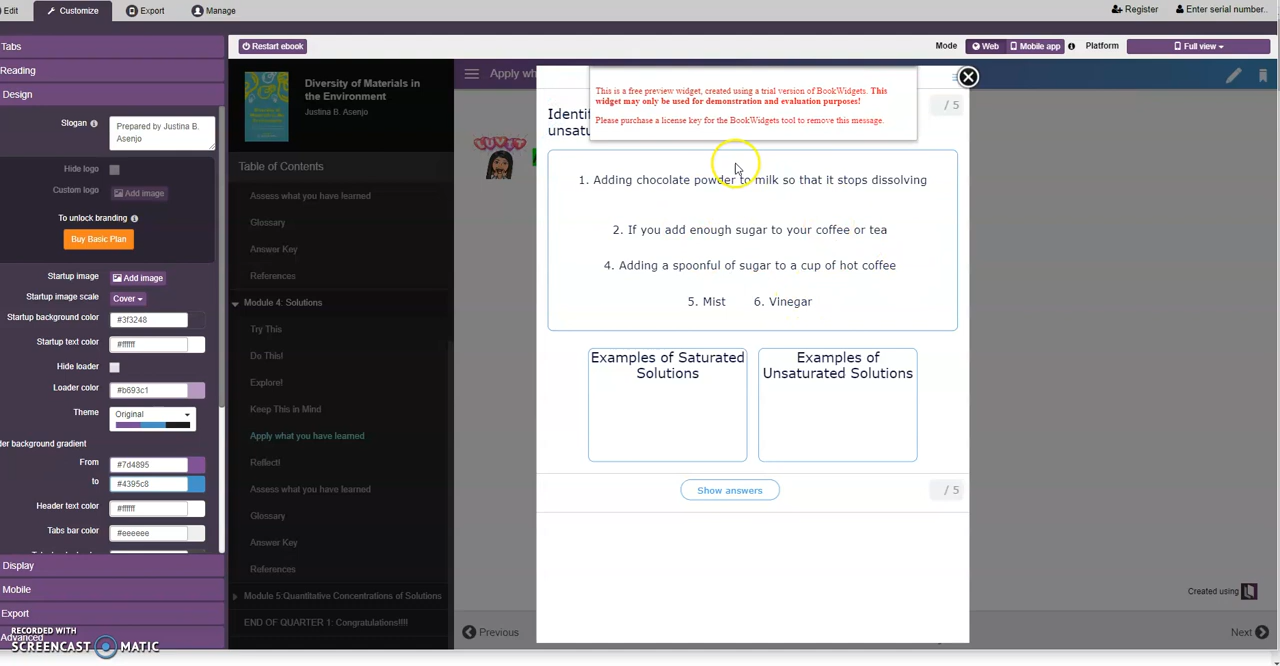 Edit
Customize
Export
Manage
Register
Enter serial number..
Tabs
Restart ebook
Mode
Web
Mobile app
Platform
Full view
Reading
Design
Slogan
Prepared by Justina B.
Asenjo
Hide logo
Custom logo
Add image
To unlock branding
Buy Basic Plan
Startup image
Add image
Startup image scale
Cover
Startup background color
#3f3248
Startup text color
#ffffff
Hide loader
Loader color
#b693c1
Theme
Original
der background gradient
From
#7d4895
to
#4395c8
Header text color
#ffffff
Tabs bar color
#eeeeee
Display
Mobile
Export
Advanced
RECORDED WITH
SCREENCAST MATIC
Diversity of Materials in
the Environment
Justina B. Asenjo
Table of Contents
Assess what you have learned
Glossary
Answer Key
References
Module 4: Solutions
Try This
Do This!
Explore!
Keep This in Mind
Apply what you have learned
Reflect!
Assess what you have learned
Glossary
Answer Key
References
Module 5:Quantitative Concentrations of Solutions
END OF QUARTER 1: Congratulations!!!!
Apply wh
This is a free preview widget, created using a trial version of BookWidgets. This
widget may only be used for demonstration and evaluation purposes!
Please purchase a license key for the BookWidgets tool to remove this message.
/ 5
Identi
unsatu
1. Adding chocolate powder to milk so that it stops dissolving
2. If you add enough sugar to your coffee or tea
4. Adding a spoonful of sugar to a cup of hot coffee
5. Mist 6. Vinegar
Examples of Saturated
Solutions
Examples of
Unsaturated Solutions
Show answers
/ 5
Created using
Previous
Next